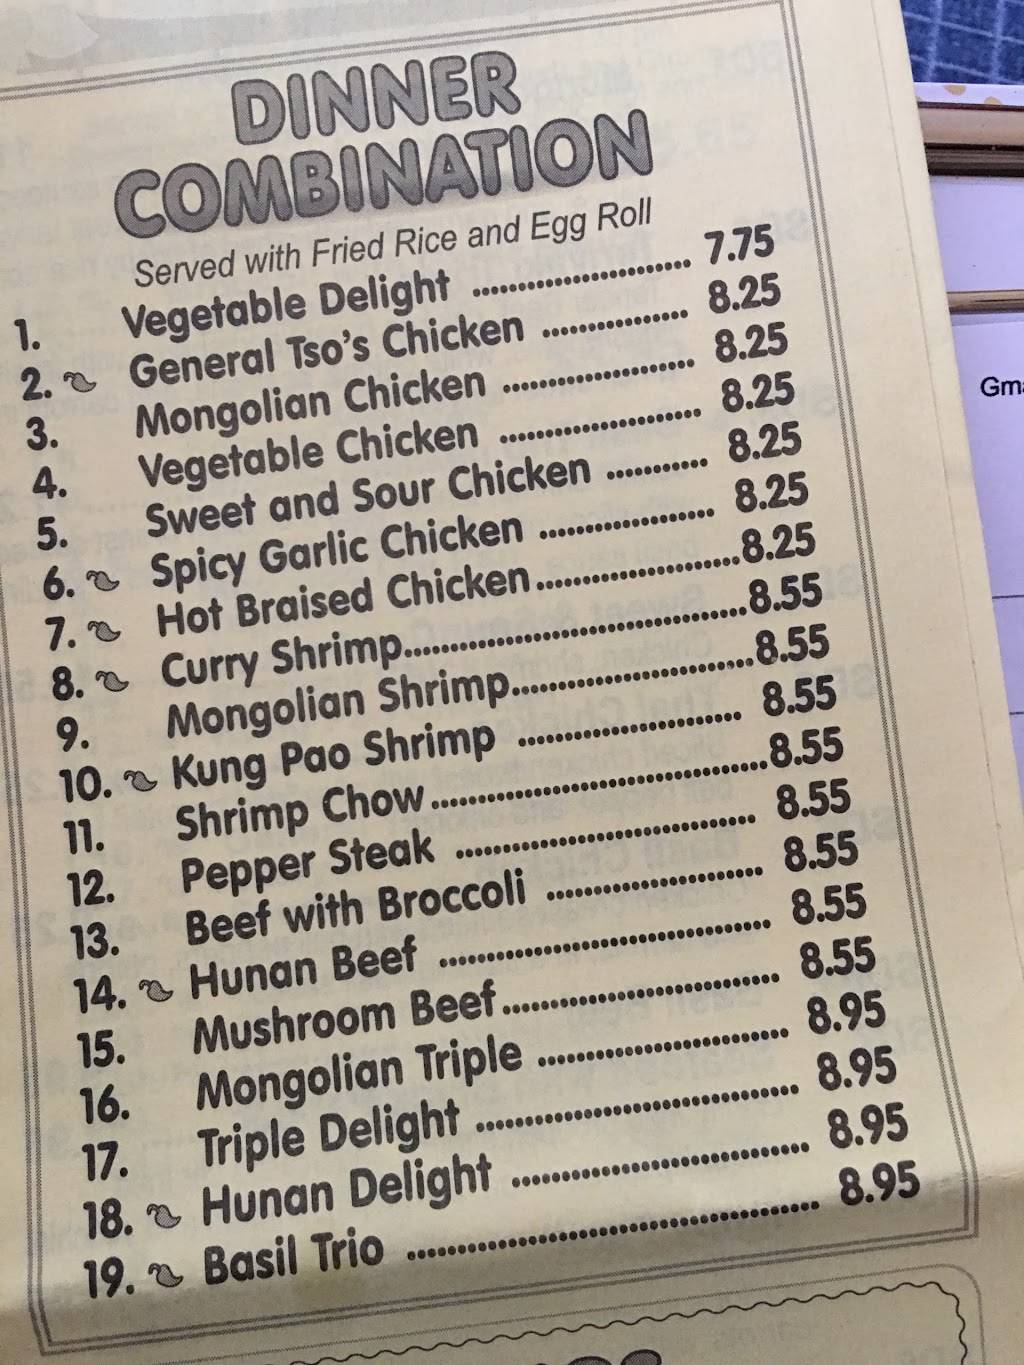 DINNER
COMBINATION
Served with Fried Rice and Egg Roll
1. Vegetable Delight ........................ 7.75
2. General Tso's Chicken ................ 8.25
3. Mongolian Chicken ..................... 8.25
4. Vegetable Chicken ...................... 8.25
5. Sweet and Sour Chicken ........... 8.25
6. Spicy Garlic Chicken ................... 8.25
7. Hot Braised Chicken......................8.25
8. Curry Shrimp.....................................8.55
9. Mongolian Shrimp..........................8.55
10. Kung Pao Shrimp ........................ 8.55
11. Shrimp Chow....................................8.55
12. Pepper Steak ................................ 8.55
13. Beef with Broccoli ....................... 8.55
14. Hunan Beef .................................. 8.55
15. Mushroom Beef............................. 8.55
16. Mongolian Triple .......................... 8.95
17. Triple Delight ................................. 8.95
18. Hunan Delight .............................. 8.95
19. Basil Trio ........................................ 8.95